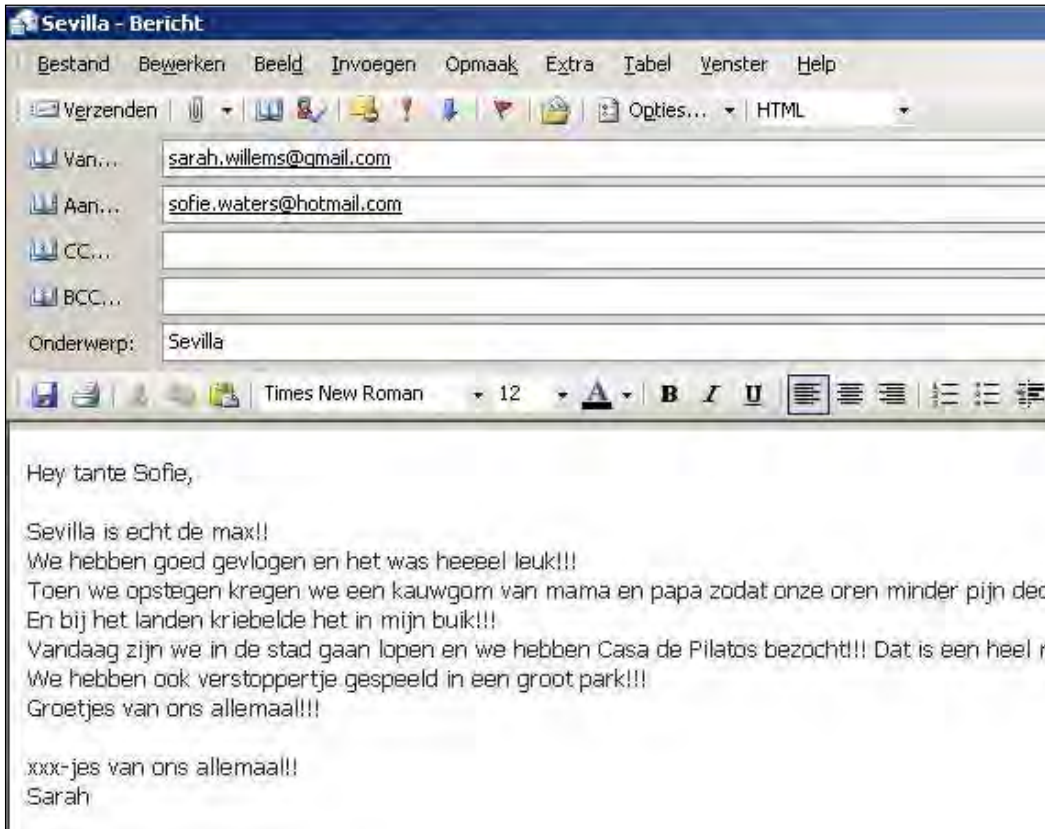 Sevilla - Bericht
Bestand Bewerken Beeld Invoegen Opmaak Extra Tabel Venster Help
Verzenden Opties... HTML
Van... sarah.willems@gmail.com
Aan... sofie.waters@hotmail.com
CC...
BCC...
Onderwerp: Sevilla
Times New Roman 12 A B I U
Hey tante Sofie,
Sevilla is echt de max!!
We hebben goed gevlogen en het was heeeel leuk!!!
Toen we opstegen kregen we een kauwgom van mama en papa zodat onze oren minder pijn
En bij het landen kriebelde het in mijn buik!!!
Vandaag zijn we in de stad gaan lopen en we hebben Casa de Pilatos bezocht!!! Dat is een heel
We hebben ook verstoppertje gespeeld in een groot park!!!
Groetjes van ons allemaal!!!
xxx-jes van ons allemaal!!
Sarah